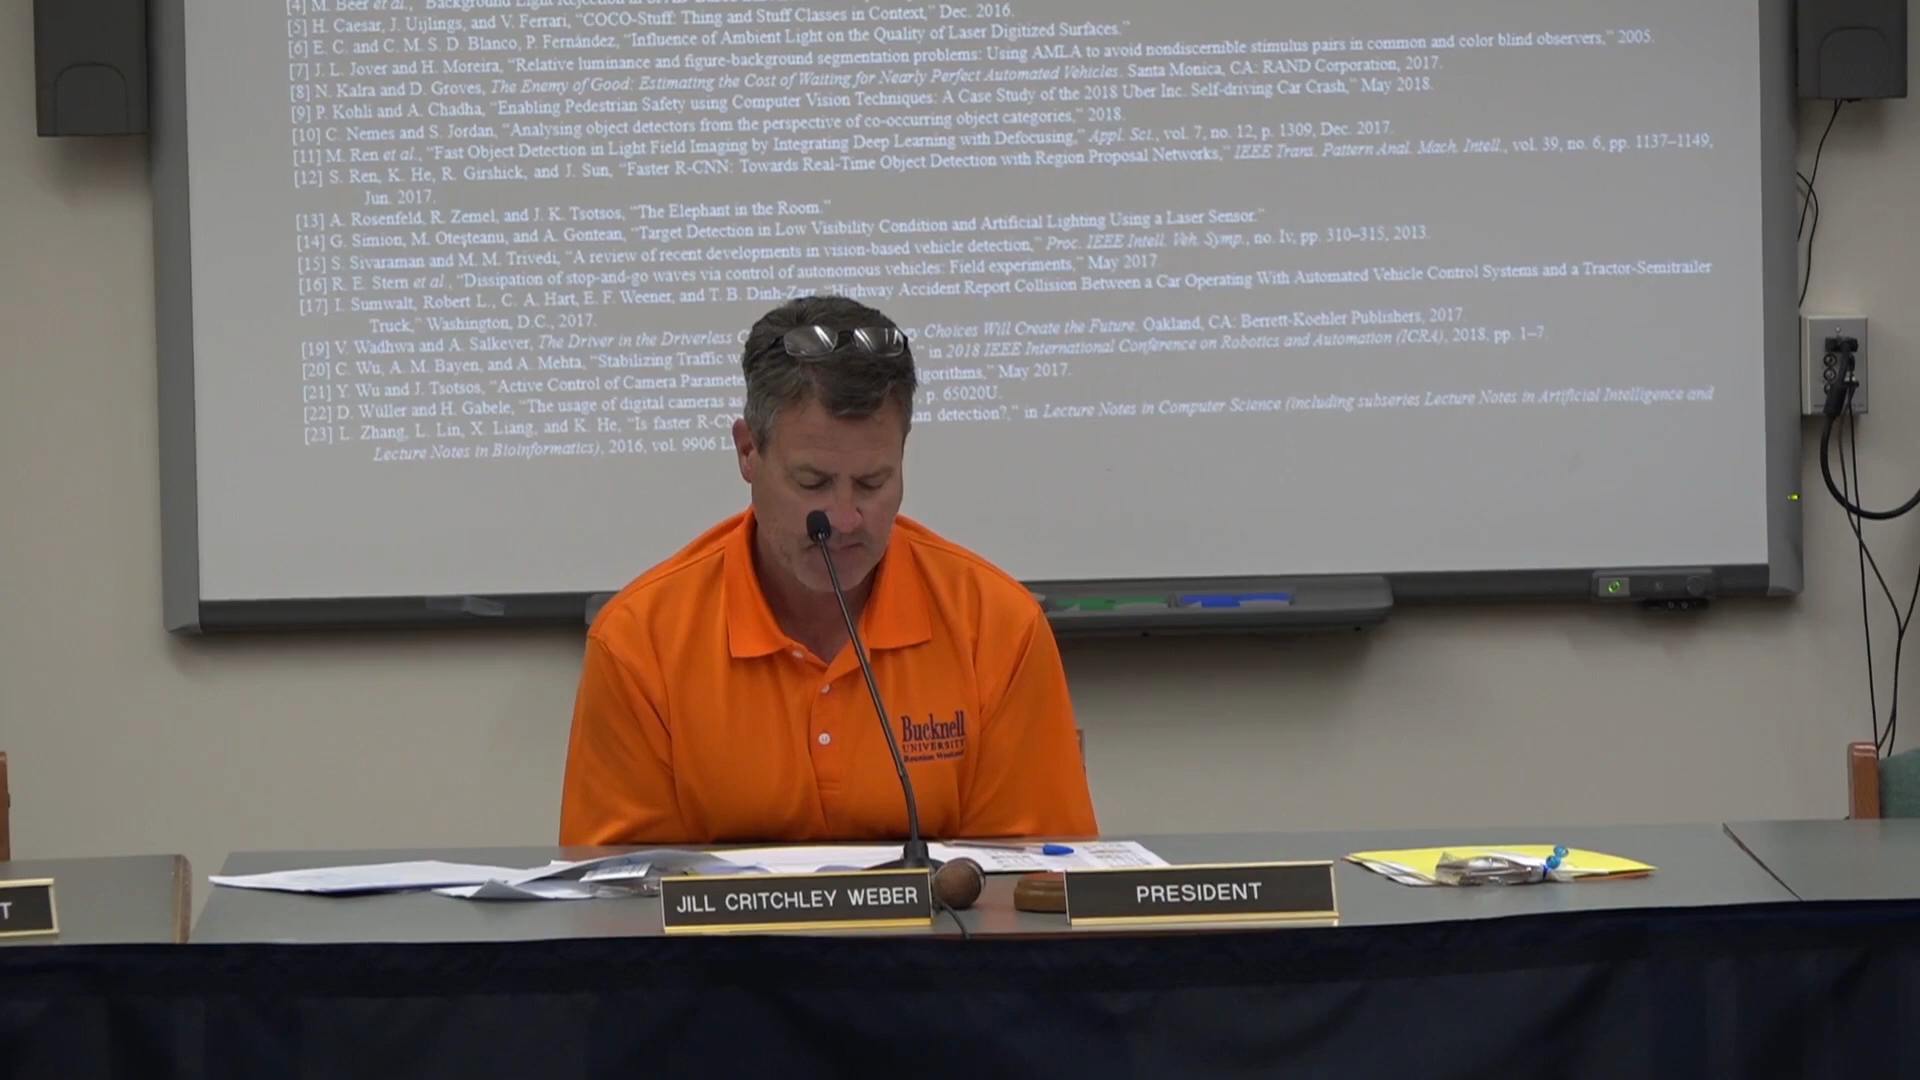 [4] M. Beer et al., "Background Light Rejection in
[5] H. Caesar, J. Uijlings, and V. Ferrari, "COCO-Stuff: Thing and Stuff Classes in Context," Dec. 2016.
[6] E. C. and C. M. S. D. Blanco, P. Fernández, "Influence of Ambient Light on the Quality of Laser Digitized Surfaces."
[7] J. L. Jover and H. Moreira, "Relative luminance and figure-background segmentation problems: Using AMLA to avoid nondiscernible stimulus pairs in common and color blind observers," 2005.
[8] N. Kalra and D. Groves, The Enemy of Good: Estimating the Cost of Waiting for Nearly Perfect Automated Vehicles. Santa Monica, CA: RAND Corporation, 2017.
[9] P. Kohli and A. Chadha, "Enabling Pedestrian Safety using Computer Vision Techniques: A Case Study of the 2018 Uber Inc. Self-driving Car Crash," May 2018.
[10] C. Nemes and S. Jordan, "Analysing object detectors from the perspective of co-occurring object categories," 2018.
[11] M. Ren et al., "Fast Object Detection in Light Field Imaging by Integrating Deep Learning with Defocusing," Appl. Sci., vol. 7, no. 12, p. 1309, Dec. 2017.
[12] S. Ren, K. He, R. Girshick, and J. Sun, "Faster R-CNN: Towards Real-Time Object Detection with Region Proposal Networks," IEEE Trans. Pattern Anal. Mach. Intell., vol. 39, no. 6, pp. 1137–1149,
Jun. 2017.
[13] A. Rosenfeld, R. Zemel, and J. K. Tsotsos, "The Elephant in the Room."
[14] G. Simion, M. Oteșteanu, and A. Gontean, "Target Detection in Low Visibility Condition and Artificial Lighting Using a Laser Sensor."
[15] S. Sivaraman and M. M. Trivedi, "A review of recent developments in vision-based vehicle detection," Proc. IEEE Intell. Veh. Symp., no. Iv, pp. 310–315, 2013.
[16] R. E. Stern et al., "Dissipation of stop-and-go waves via control of autonomous vehicles: Field experiments," May 2017
[17] I. Sumwalt, Robert L., C. A. Hart, E. F. Weener, and T. B. Dinh-Zarr, "Highway Accident Report Collision Between a Car Operating With Automated Vehicle Control Systems and a Tractor-Semitrailer
Truck," Washington, D.C., 2017.
[19] V. Wadhwa and A. Salkever, The Driver in the Driverless Choices Will Create the Future. Oakland, CA: Berrett-Koehler Publishers, 2017.
[20] C. Wu, A. M. Bayen, and A. Mehta, "Stabilizing Traffic " in 2018 IEEE International Conference on Robotics and Automation (ICRA), 2018, pp. 1–7.
[21] Y. Wu and J. Tsotsos, "Active Control of Camera Paramete lgorithms," May 2017.
[22] D. Wüller and H. Gabele, "The usage of digital cameras as p. 65020U.
[23] L. Zhang, L. Lin, X. Liang, and K. He, "Is faster R-CN an detection?," in Lecture Notes in Computer Science (including subseries Lecture Notes in Artificial Intelligence and
Lecture Notes in Bioinformatics), 2016, vol. 9906 L
Bucknell
UNIVERSITY
Reunion Weekend
T
JILL CRITCHLEY WEBER
PRESIDENT